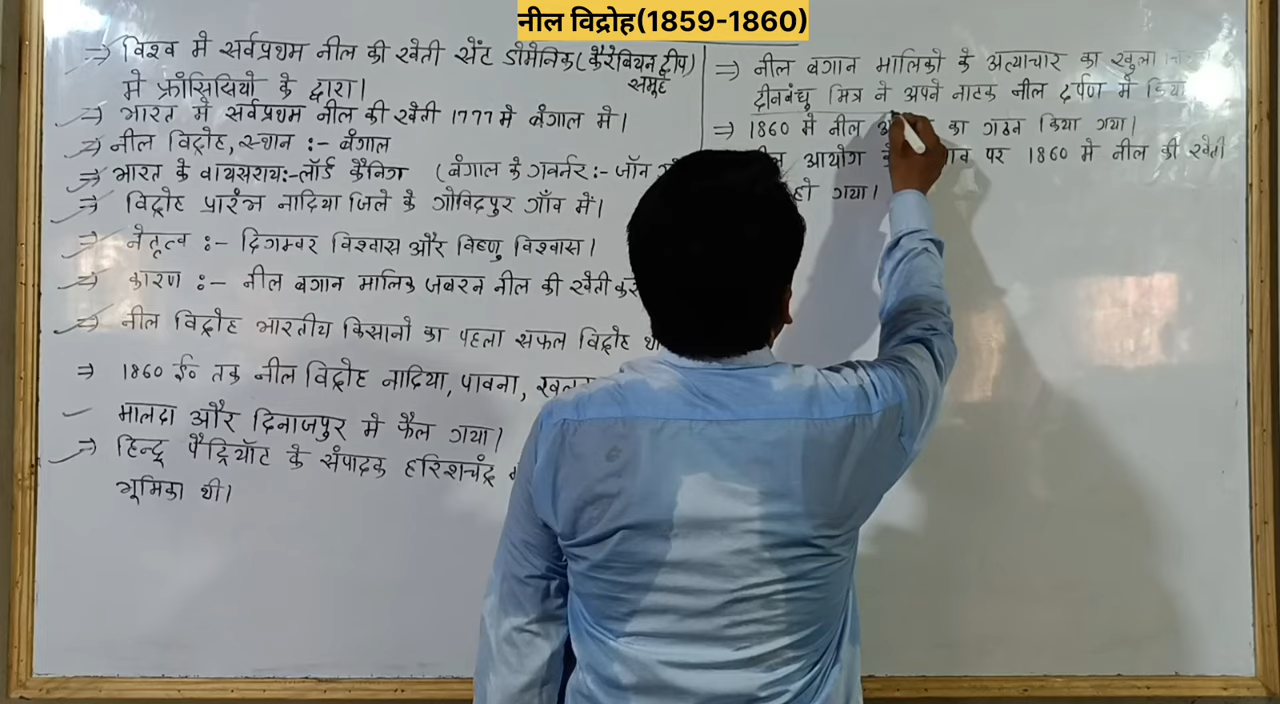 नील विद्रोह(1859-1860)
⇒ विश्व मे सर्वप्रथम नील की खेती सेंट डोमेनिक (कैरेबियन द्वीप)
समूह
मे फ्रांसिसियो के द्वारा।
⇒ भारत मे सर्वप्रथम नील की खेती 1777 मे बंगाल मे।
⇒ नील विद्रोह, स्थान :- बंगाल
⇒ भारत के वायसराय:- लॉर्ड कैनिंग (बंगाल के गवर्नर:- जॉन
⇒ विद्रोह प्रारंभ नादिया जिले के गोविंदपुर गाँव में।
⇒ नेतृत्व :- दिगम्बर विश्वास और विष्णु विश्वास।
⇒ कारण :- नील बगान मालिक जबरन नील की खेती
⇒ नील विद्रोह भारतीय किसानो का पहला सफल विद्रोह
⇒ 1860 ई० तक नील विद्रोह नादिया, पावना,
मालदा और दिनाजपुर मे फैल गया।
⇒ हिन्दू पैट्रियॉट के संपादक हरिशचंद्र
भूमिका थी।
⇒ नील बगान मालिको के अत्याचार का खुला
दीनबंधु मित्र ने अपने नाटक नील दर्पण मे
⇒ 1860 मे नील का गठन किया गया।
आयोग पर 1860 मे नील की खेती
हो गया।